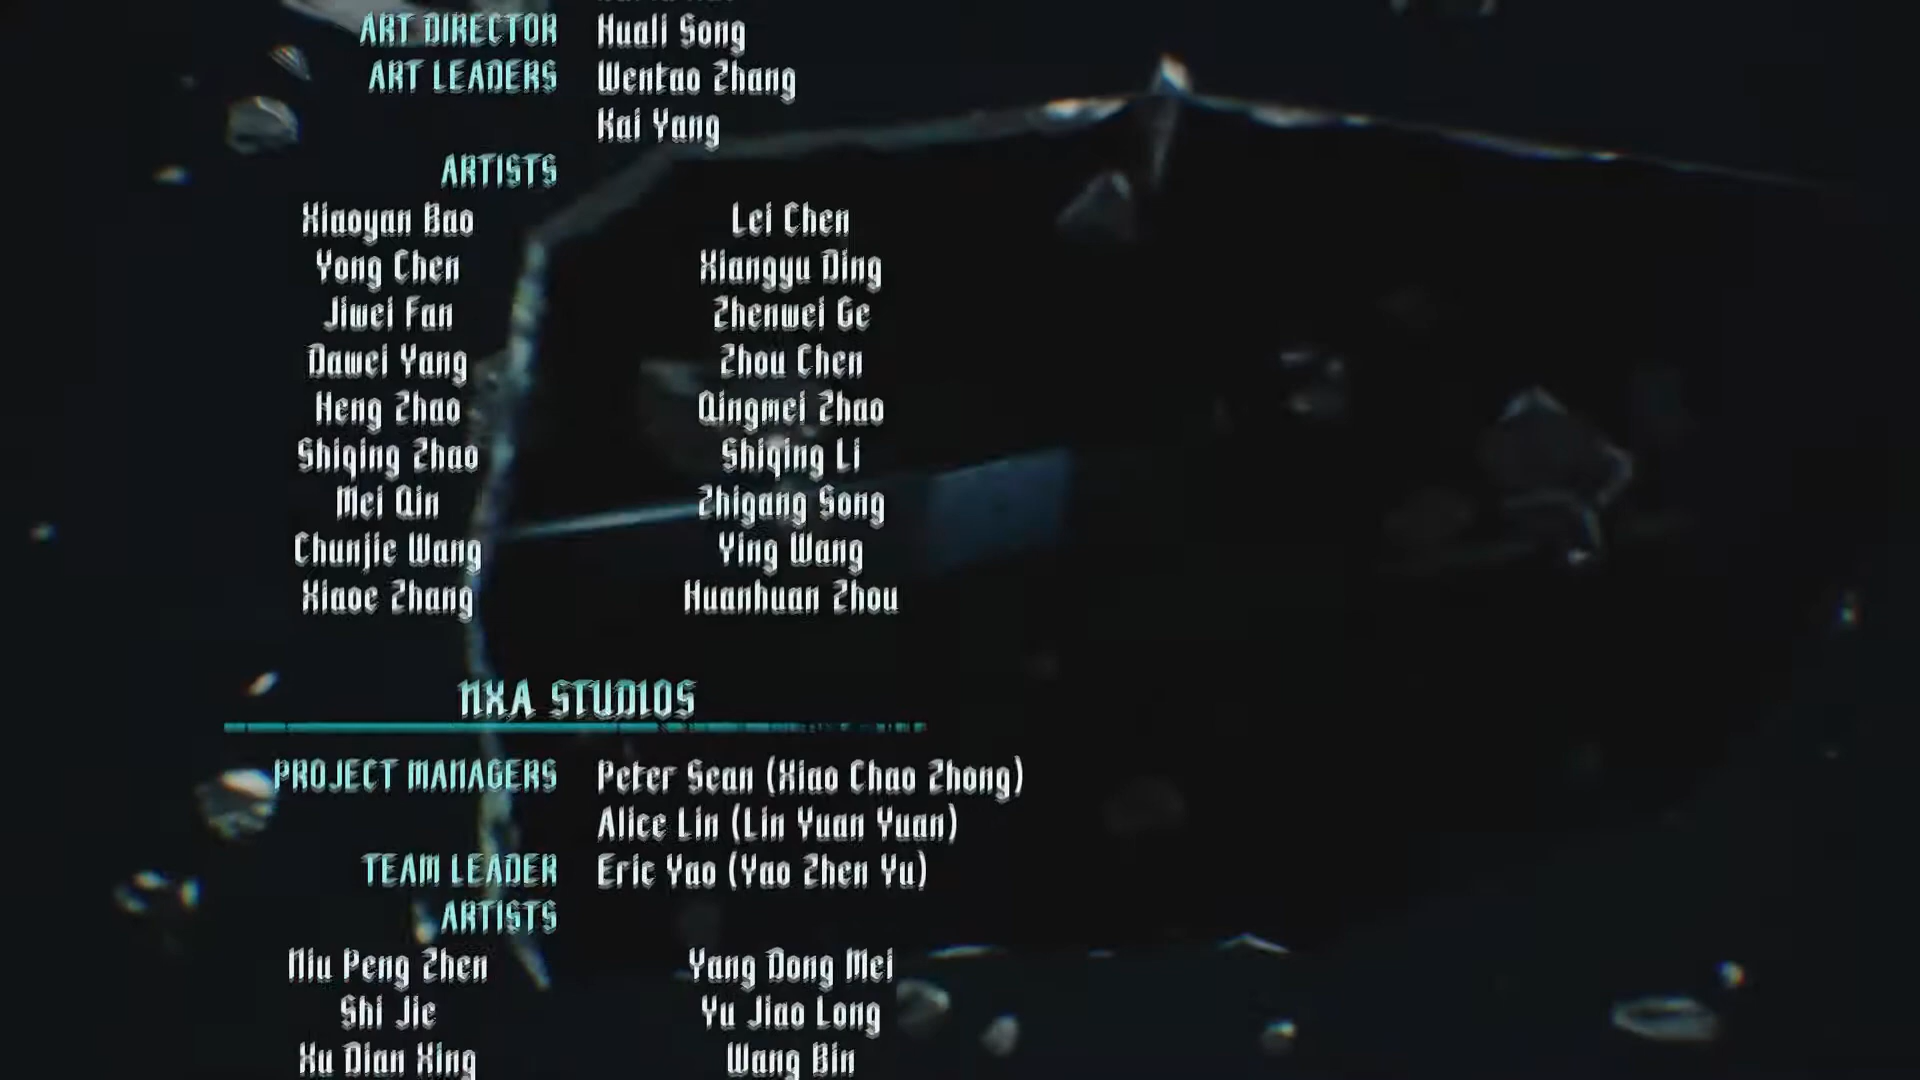 ART DIRECTOR Huali Song
ART LEADERS Wentao Zhang
Kai Yang
ARTISTS
Xiaoyan Bao Lei Chen
Yong Chen Xiangyu Ding
Jiwei Fan Zhenwei Ge
Dawei Yang Zhou Chen
Heng Zhao Qingmei Zhao
Shiqing Zhao Shiqing Li
Mei Qin Zhigang Song
Chunjie Wang Ying Wang
Xiaoe Zhang Huanhuan Zhou
NXA STUDIOS
PROJECT MANAGERS Peter Sean (Xiao Chao Zhong)
Alice Lin (Lin Yuan Yuan)
TEAM LEADER Eric Yao (Yao Zhen Yu)
ARTISTS
Niu Peng Zhen Yang Dong Mei
Shi Jie Yu Jiao Long
Xu Dian Xing Wang Bin